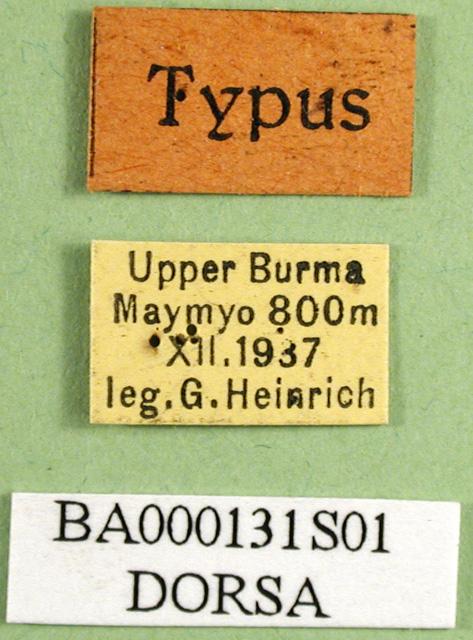 Typus
Upper Burma
Maymyo 800m
XII.1937
leg.G.Heinrich
BA000131S01
DORSA